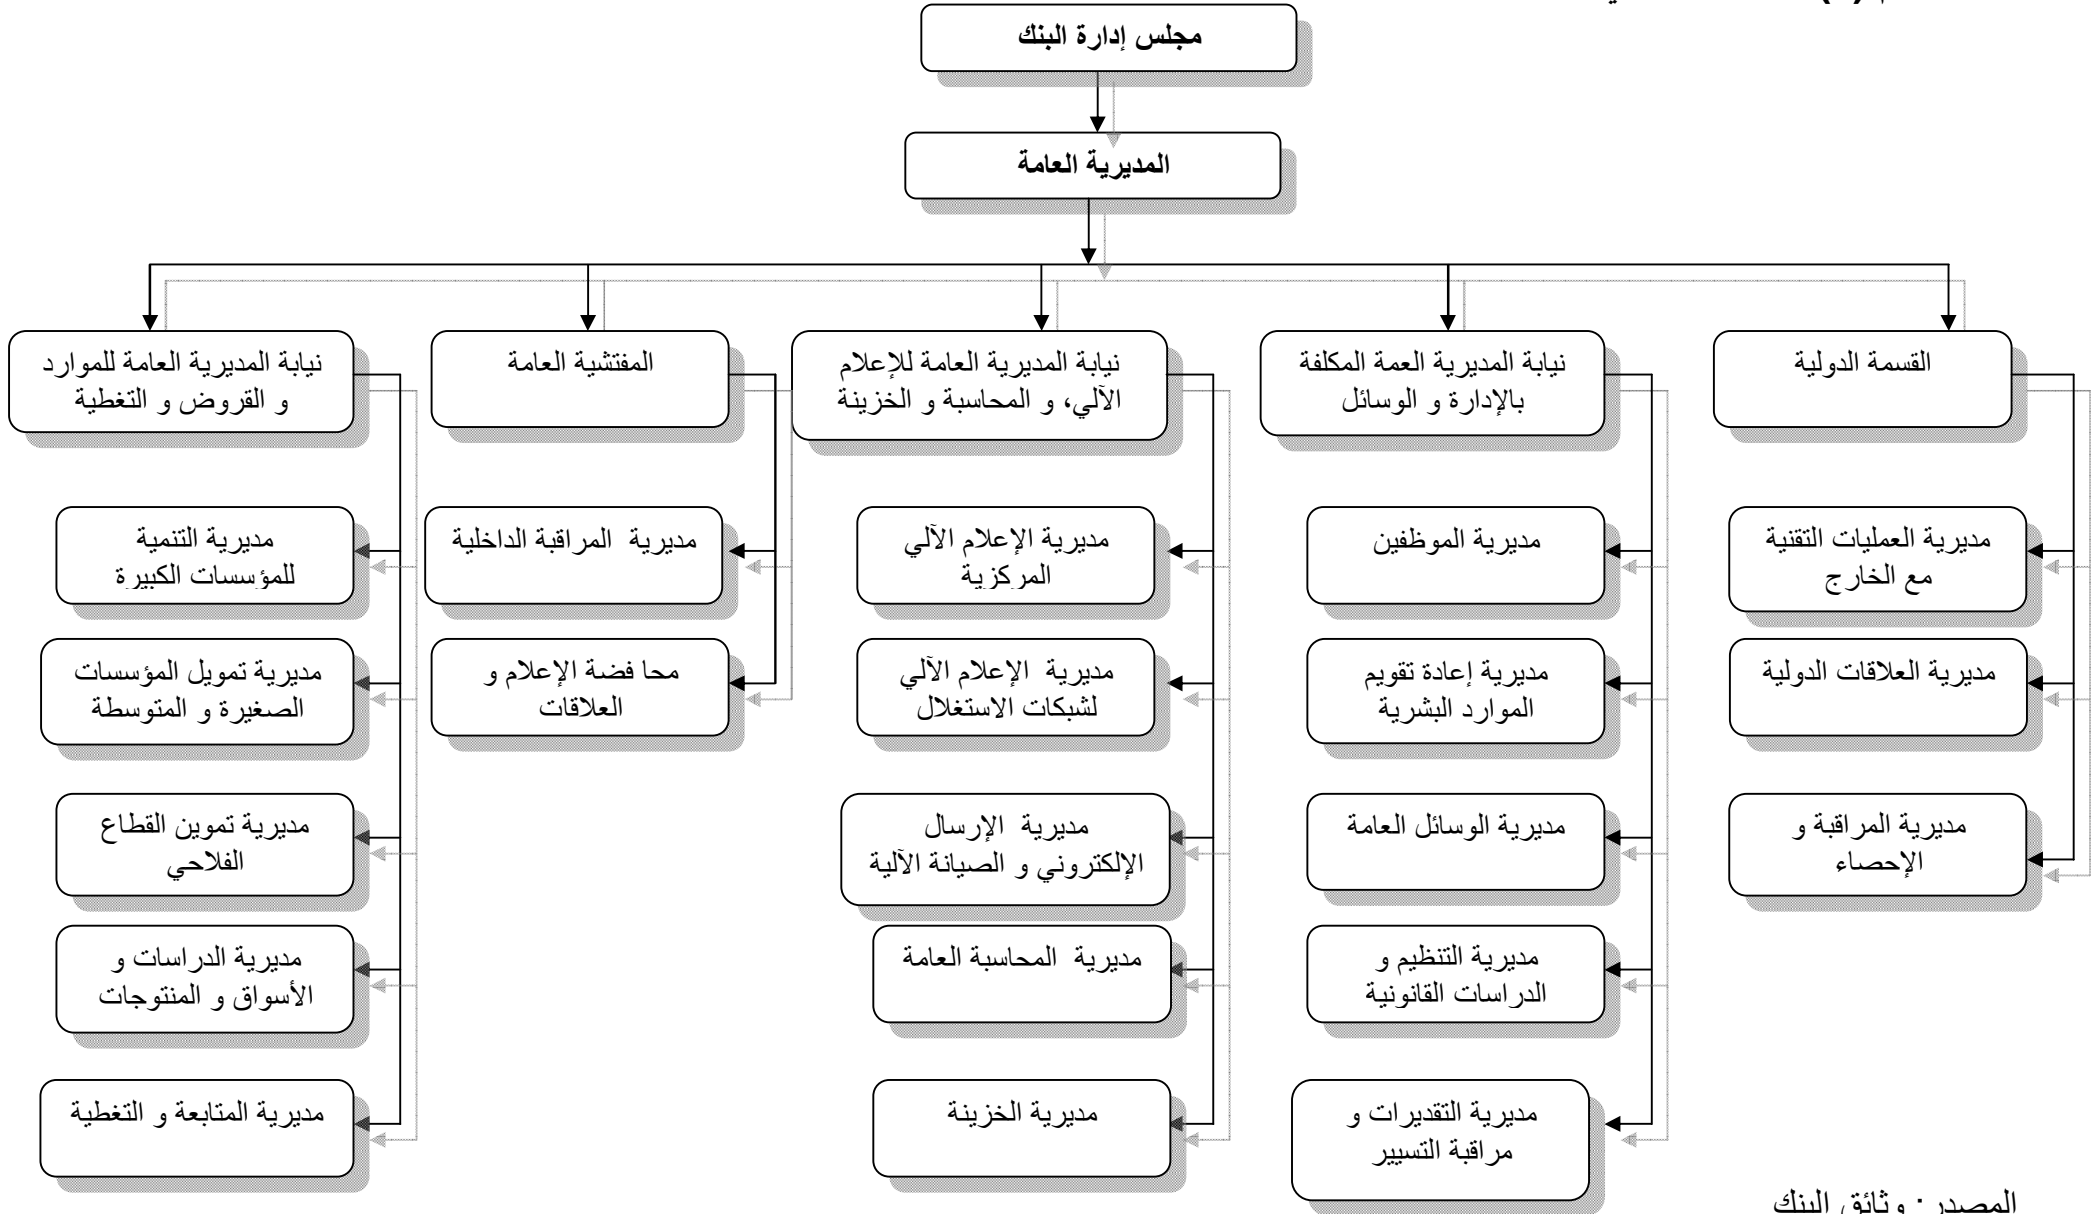 مجلس إدارة البنك
المديرية العامة
القسمة الدولية
نيابة المديرية العمة المكلفة
بالإدارة و الوسائل
نيابة المديرية العامة للإعلام
الآلي، و المحاسبة و الخزينة
المفتشية العامة
نيابة المديرية العامة للموارد
و القروض و التغطية
مديرية العمليات التقنية
مع الخارج
مديرية الموظفين
مديرية الإعلام الآلي
المركزية
مديرية المراقبة الداخلية
مديرية التنمية
للمؤسسات الكبيرة
مديرية العلاقات الدولية
مديرية إعادة تقويم
الموارد البشرية
مديرية الإعلام الآلي
لشبكات الاستغلال
محا فضة الإعلام و
العلاقات
مديرية تمويل المؤسسات
الصغيرة و المتوسطة
مديرية المراقبة و
الإحصاء
مديرية الوسائل العامة
مديرية الإرسال
الإلكتروني و الصيانة الآلية
مديرية تموين القطاع
الفلاحي
مديرية التنظيم و
الدراسات القانونية
مديرية المحاسبة العامة
مديرية الدراسات و
الأسواق و المنتوجات
مديرية التقديرات و
مراقبة التسيير
مديرية الخزينة
مديرية المتابعة و التغطية
المصدر: وثائق البنك